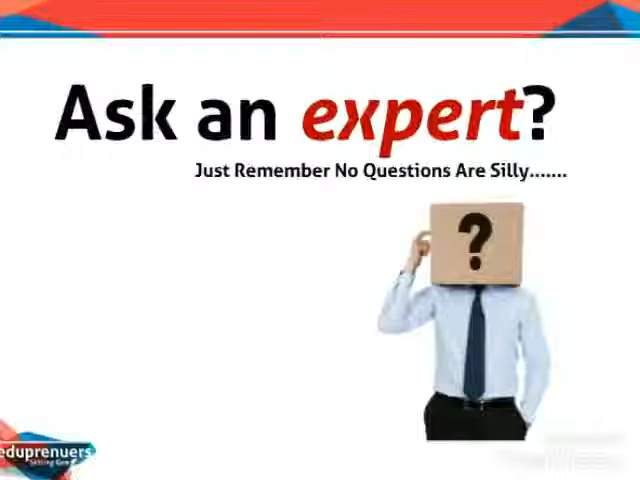 Ask an expert?
Just Remember No Questions Are Silly.......
?
eduprenuers